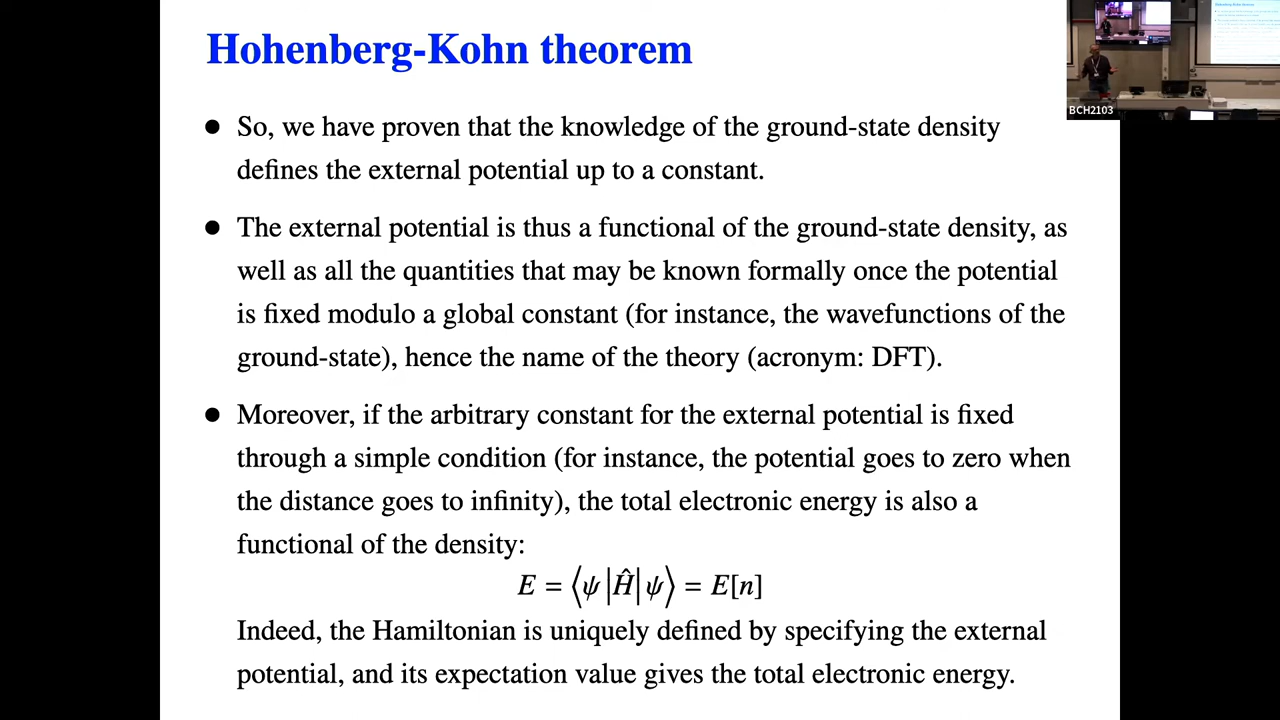 Hohenberg-Kohn theorem
● So, we have proven that the knowledge of the ground-state density
defines the external potential up to a constant.
● The external potential is thus a functional of the ground-state density, as
well as all the quantities that may be known formally once the potential
is fixed modulo a global constant (for instance, the wavefunctions of the
ground-state), hence the name of the theory (acronym: DFT).
● Moreover, if the arbitrary constant for the external potential is fixed
through a simple condition (for instance, the potential goes to zero when
the distance goes to infinity), the total electronic energy is also a
functional of the density:
E = ⟨ψ|Ĥ|ψ⟩ = E[n]
Indeed, the Hamiltonian is uniquely defined by specifying the external
potential, and its expectation value gives the total electronic energy.
BCH2103